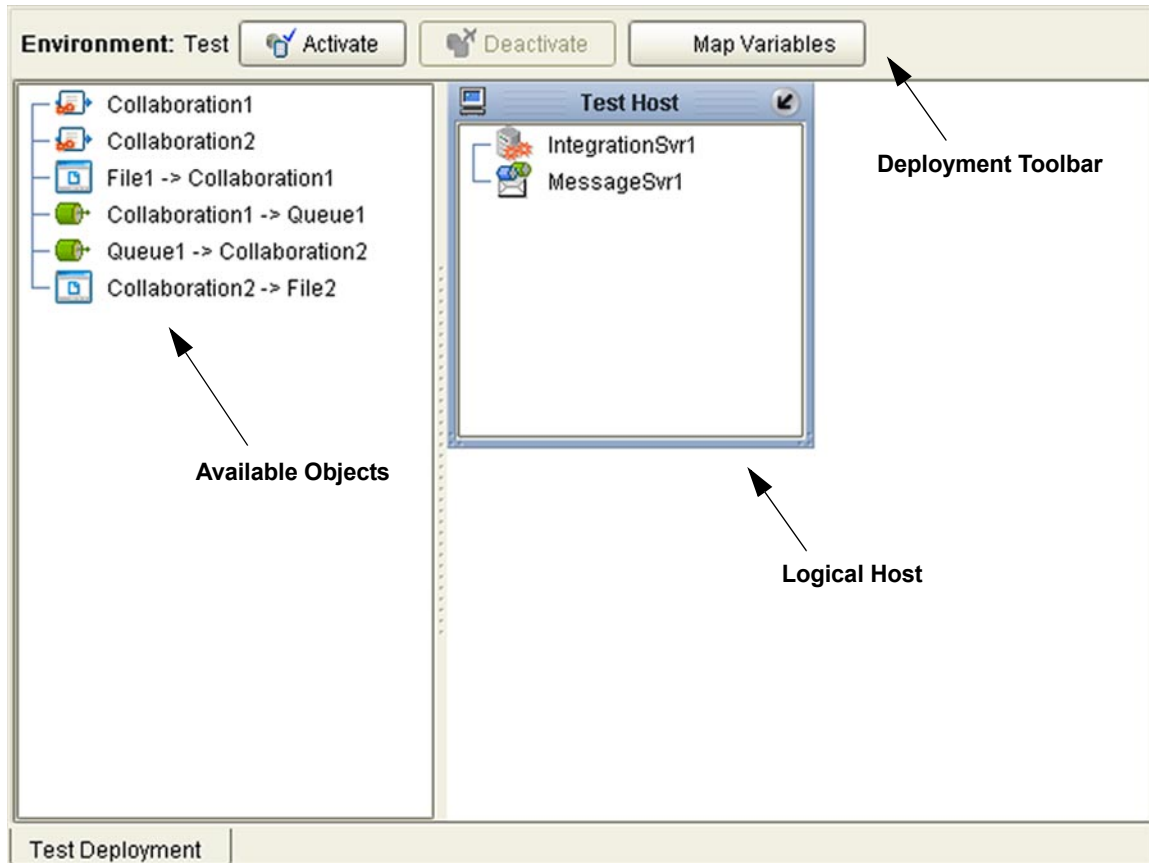 Environment: Test Activate Deactivate Map Variables
Collaboration1
Collaboration2
File1 -> Collaboration1
Collaboration1 -> Queue1
Queue1 -> Collaboration2
Collaboration2 -> File2
Available Objects
Test Host
IntegrationSvr1
MessageSvr1
Deployment Toolbar
Logical Host
Test Deployment